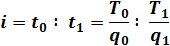 i = t₀ : t₁ = T₀/q₀ : T₁/q₁